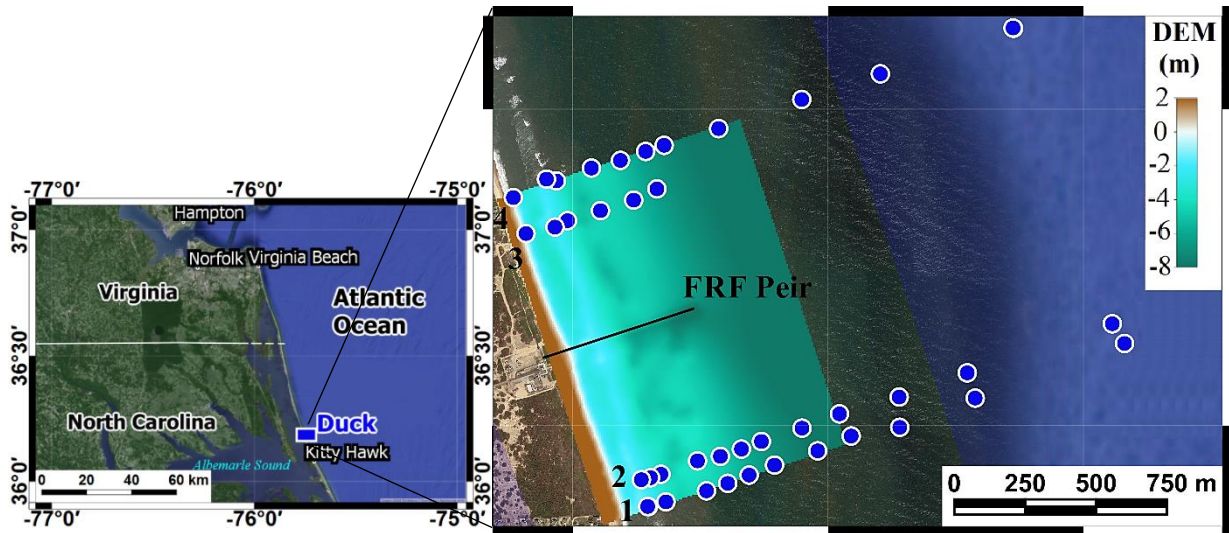 -77°0'
-76°0'
-75°0'
Hampton
Norfolk
Virginia Beach
Virginia
Atlantic
Ocean
North Carolina
Duck
Kitty Hawk
Albemarle Sound
0 20 40 60 km
37°0'
36°30'
36°0'
37°0'
36°30'
36°0'
-77°0'
-76°0'
-75°0'
DEM
(m)
2
0
-2
-4
-6
-8
4
3
FRF Peir
2
1
0 250 500 750 m